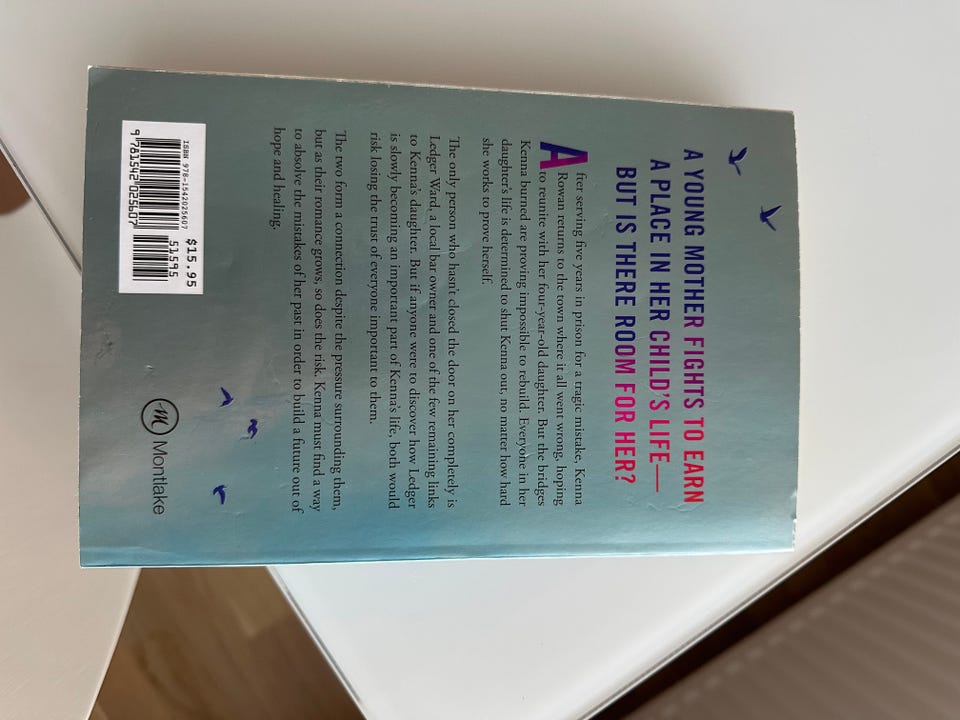 A YOUNG MOTHER FIGHTS TO EARN
A PLACE IN HER CHILD'S LIFE—
BUT IS THERE ROOM FOR HER?
After serving five years in prison for a tragic mistake, Kenna
Rowan returns to the town where it all went wrong, hoping
to reunite with her four-year-old daughter. But the bridges
Kenna burned are proving impossible to rebuild. Everyone in her
daughter's life is determined to shut Kenna out, no matter how hard
she works to prove herself.
The only person who hasn't closed the door on her completely is
Ledger Ward, a local bar owner and one of the few remaining links
to Kenna's daughter. But if anyone were to discover how Ledger
is slowly becoming an important part of Kenna's life, both would
risk losing the trust of everyone important to them.
The two form a connection despite the pressure surrounding them,
but as their romance grows, so does the risk. Kenna must find a way
to absolve the mistakes of her past in order to build a future out of
hope and healing.
ISBN 978-1542025607
$15.95
51595
9 781542 025607
m Montlake